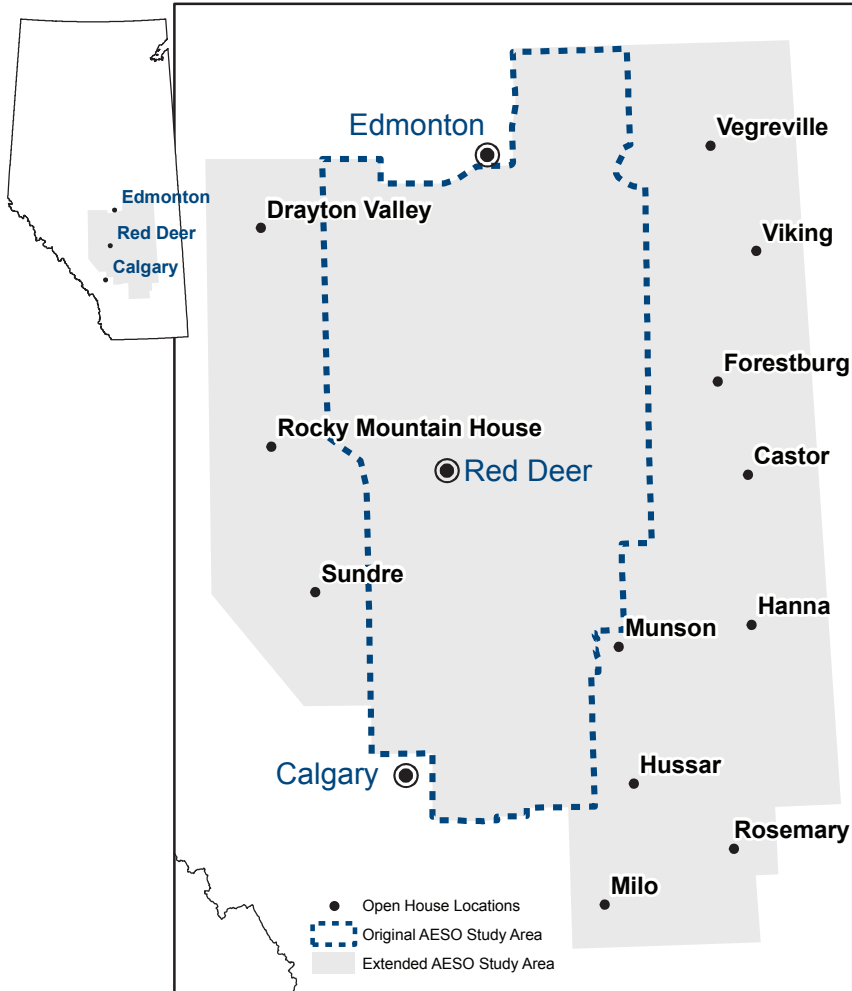 Edmonton
Red Deer
Calgary
Edmonton
Vegreville
Drayton Valley
Viking
Forestburg
Rocky Mountain House
Red Deer
Castor
Sundre
Hanna
Munson
Calgary
Hussar
Rosemary
Milo
Open House Locations
Original AESO Study Area
Extended AESO Study Area